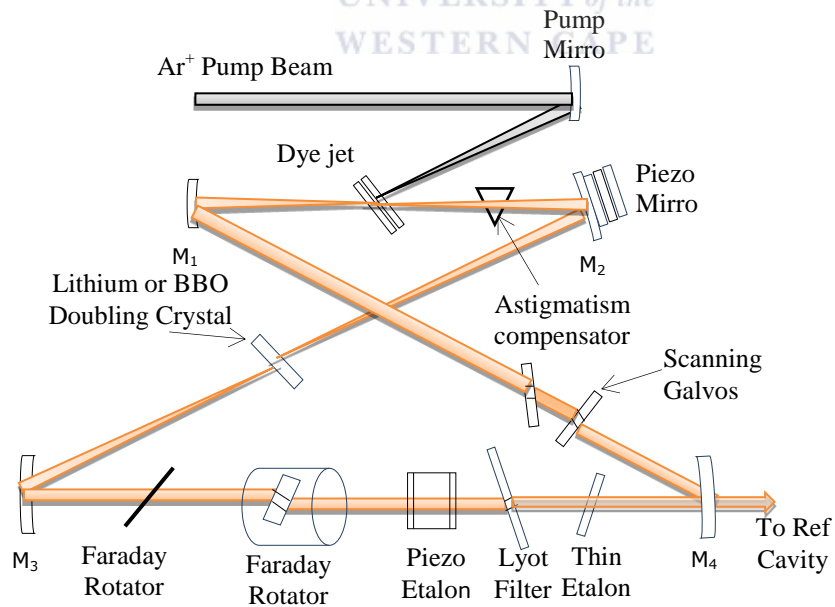 UNIVERSITY of the
WESTERN CAPE
Pump
Mirro
Ar+ Pump Beam
Dye jet
Piezo
Mirro
M1
M2
Lithium or BBO
Doubling Crystal
Astigmatism
compensator
Scanning
Galvos
M3
Faraday
Rotator
Faraday
Rotator
Piezo
Etalon
Lyot
Filter
Thin
Etalon
M4
To Ref
Cavity